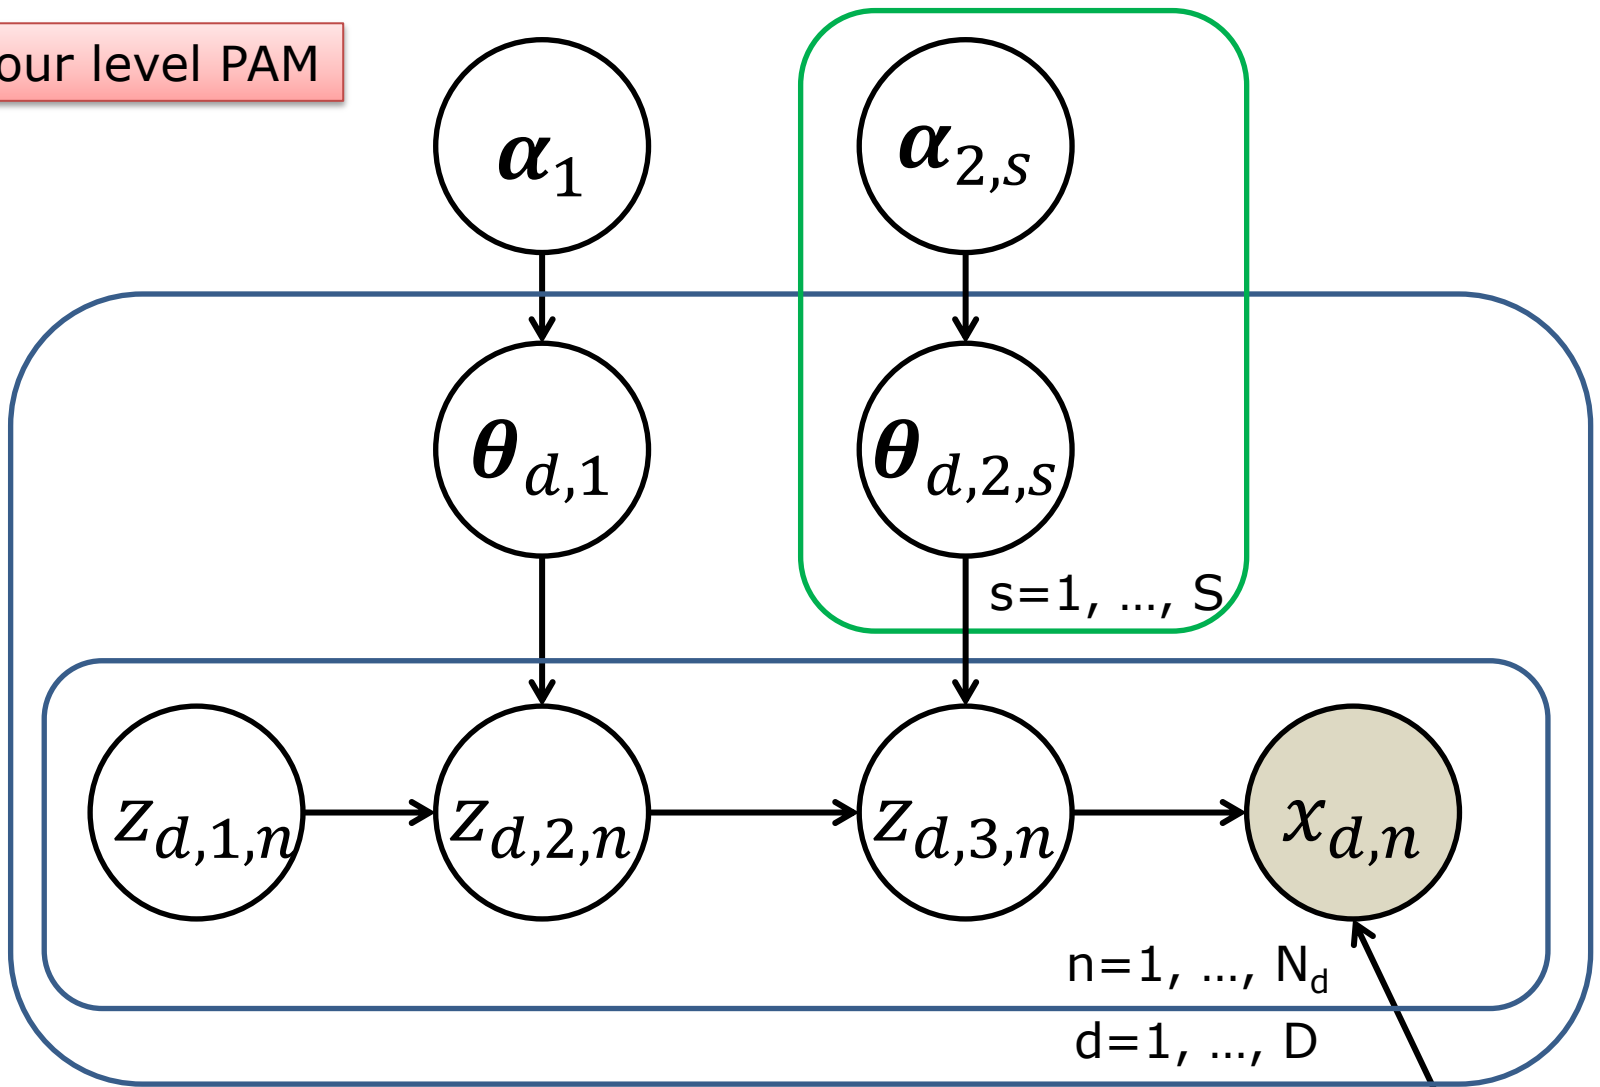 our level PAM
𝜶₁
𝜶₂,ₛ
𝜽d,1
𝜽d,2,s
s=1, …, S
zd,1,n
zd,2,n
zd,3,n
xd,n
n=1, …, Nd
d=1, …, D